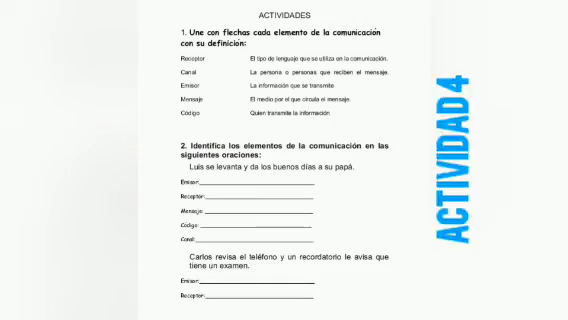 ACTIVIDADES
1. Une con flechas cada elemento de la comunicación
con su definición:
Receptor El tipo de lenguaje que se utiliza en la comunicación.
Canal La persona o personas que reciben el mensaje.
Emisor La información que se transmite
Mensaje El medio por el que circula el mensaje.
Código Quien transmite la información
2. Identifica los elementos de la comunicación en las
siguientes oraciones:
Luis se levanta y da los buenos días a su papá.
Emisor:
Receptor:
Mensaje:
Código:
Canal:
Carlos revisa el teléfono y un recordatorio le avisa que
tiene un examen.
Emisor:
Receptor:
ACTIVIDAD 4